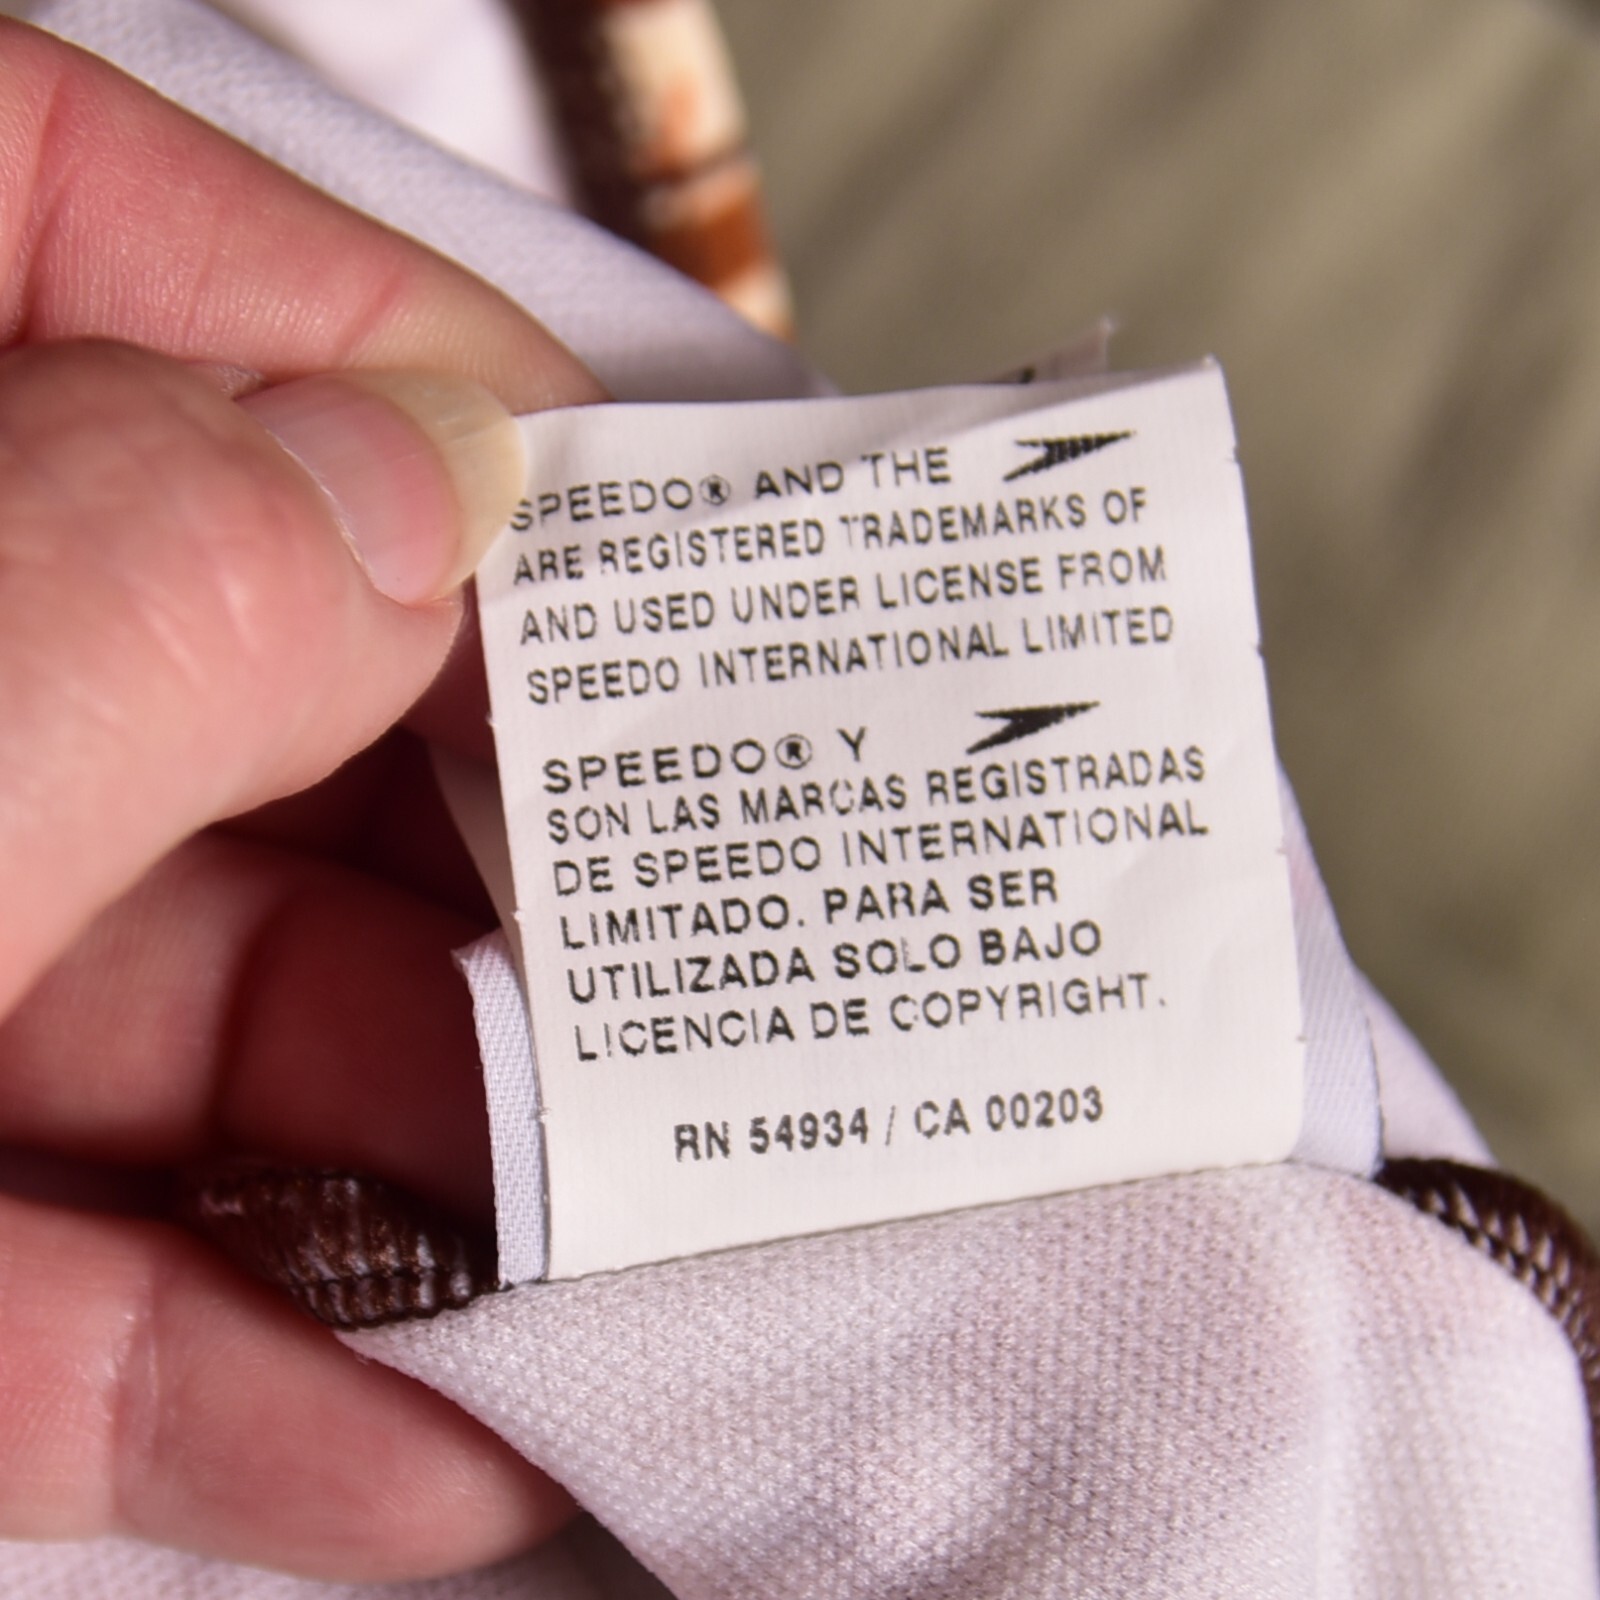 SPEEDO® AND THE
ARE REGISTERED TRADEMARKS OF
AND USED UNDER LICENSE FROM
SPEEDO INTERNATIONAL LIMITED
SPEEDO® Y
SON LAS MARCAS REGISTRADAS
DE SPEEDO INTERNATIONAL
LIMITADO. PARA SER
UTILIZADA SOLO BAJO
LICENCIA DE COPYRIGHT.
RN 54934 / CA 00203